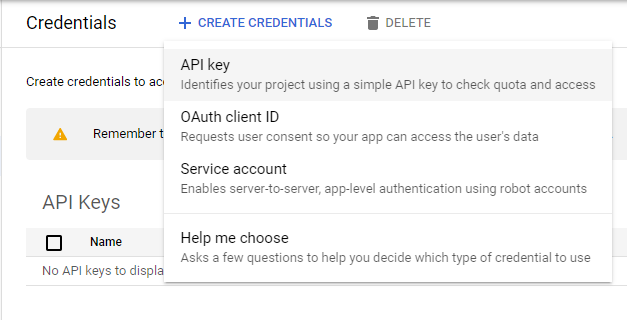 Credentials
+ CREATE CREDENTIALS
DELETE
API key
Identifies your project using a simple API key to check quota and access
Create credentials to ac
OAuth client ID
Requests user consent so your app can access the user's data
Remember t
Service account
Enables server-to-server, app-level authentication using robot accounts
API Keys
Name
Help me choose
Asks a few questions to help you decide which type of credential to use
No API keys to displa